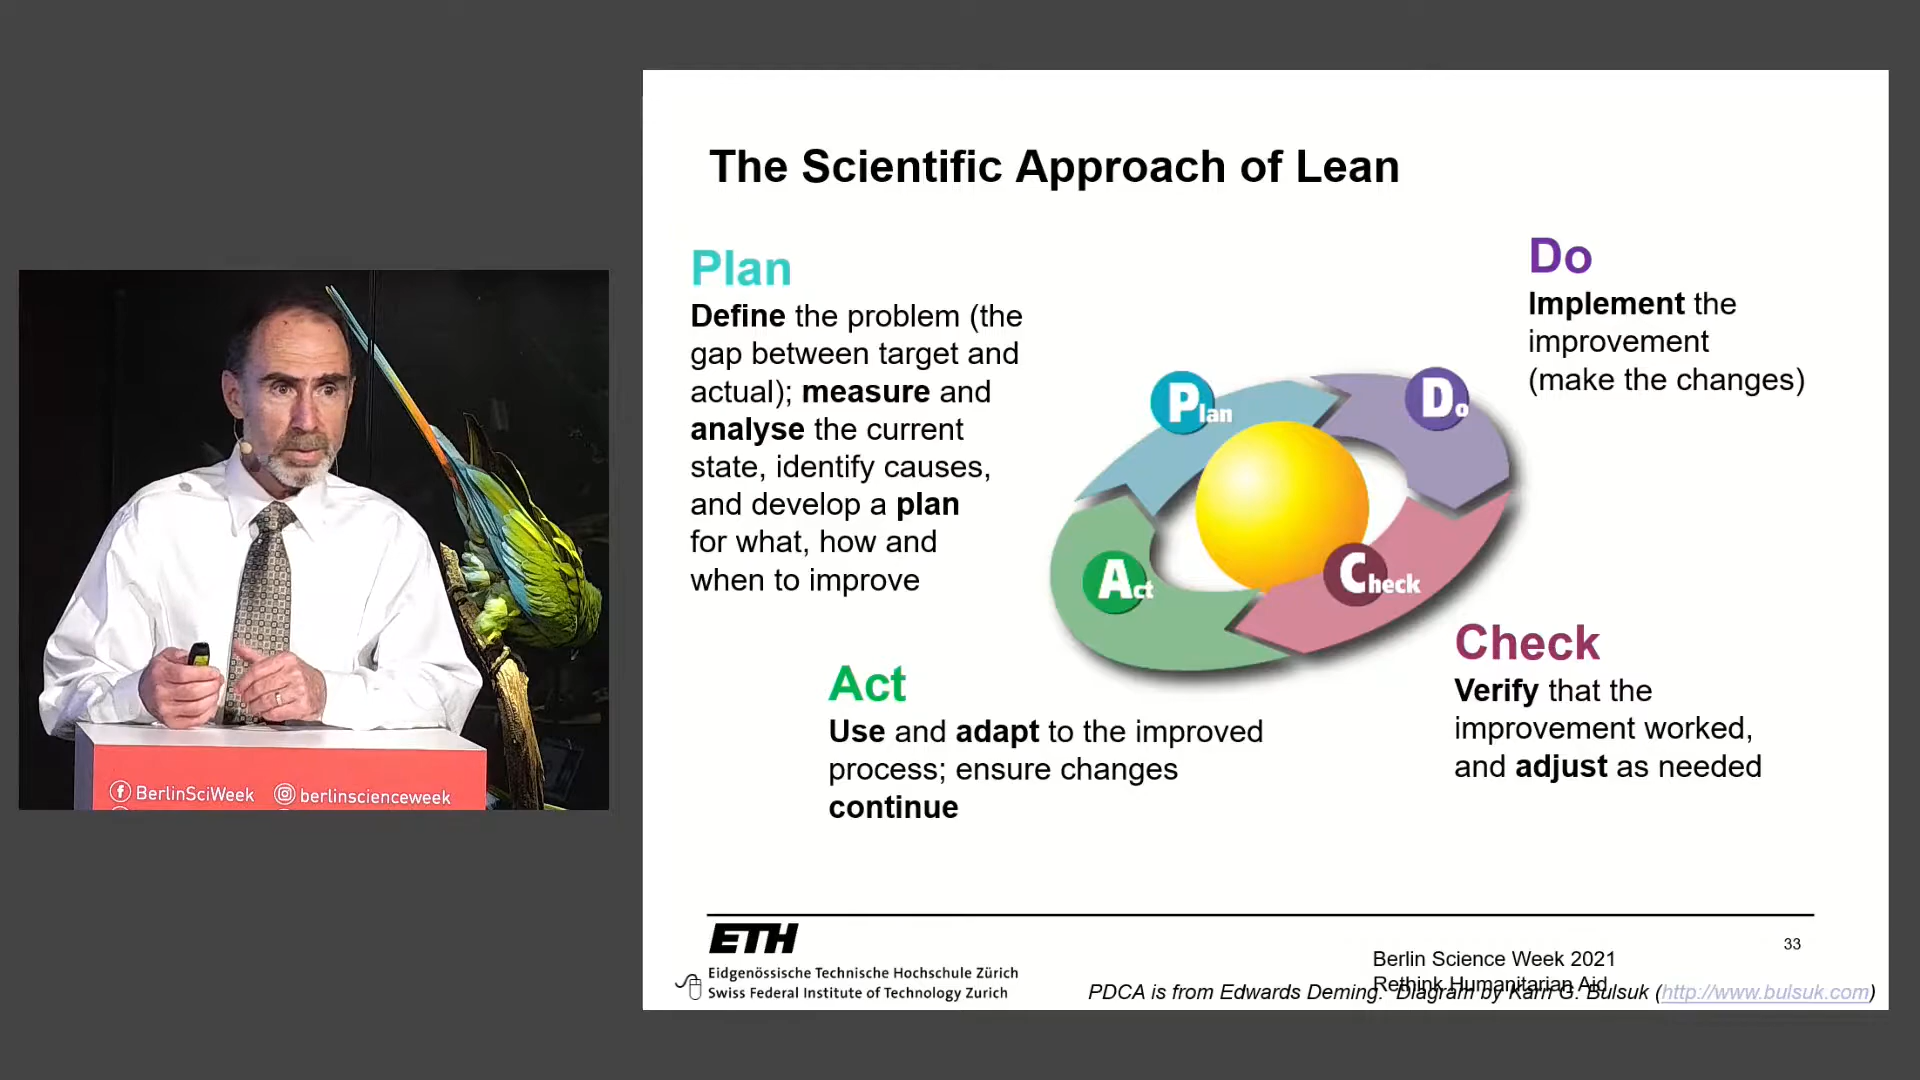 The Scientific Approach of Lean
Plan
Define the problem (the
gap between target and
actual); measure and
analyse the current
state, identify causes,
and develop a plan
for what, how and
when to improve
Do
Implement the
improvement
(make the changes)
Plan
Do
Act
Check
Check
Verify that the
improvement worked,
and adjust as needed
Act
Use and adapt to the improved
process; ensure changes
continue
BerlinSciWeek berlinscienceweek
ETH
Eidgenössische Technische Hochschule Zürich
Swiss Federal Institute of Technology Zurich
33
Berlin Science Week 2021
Rethink Humanitarian Aid
PDCA is from Edwards Deming. Diagram by Karn G. Bulsuk (http://www.bulsuk.com)